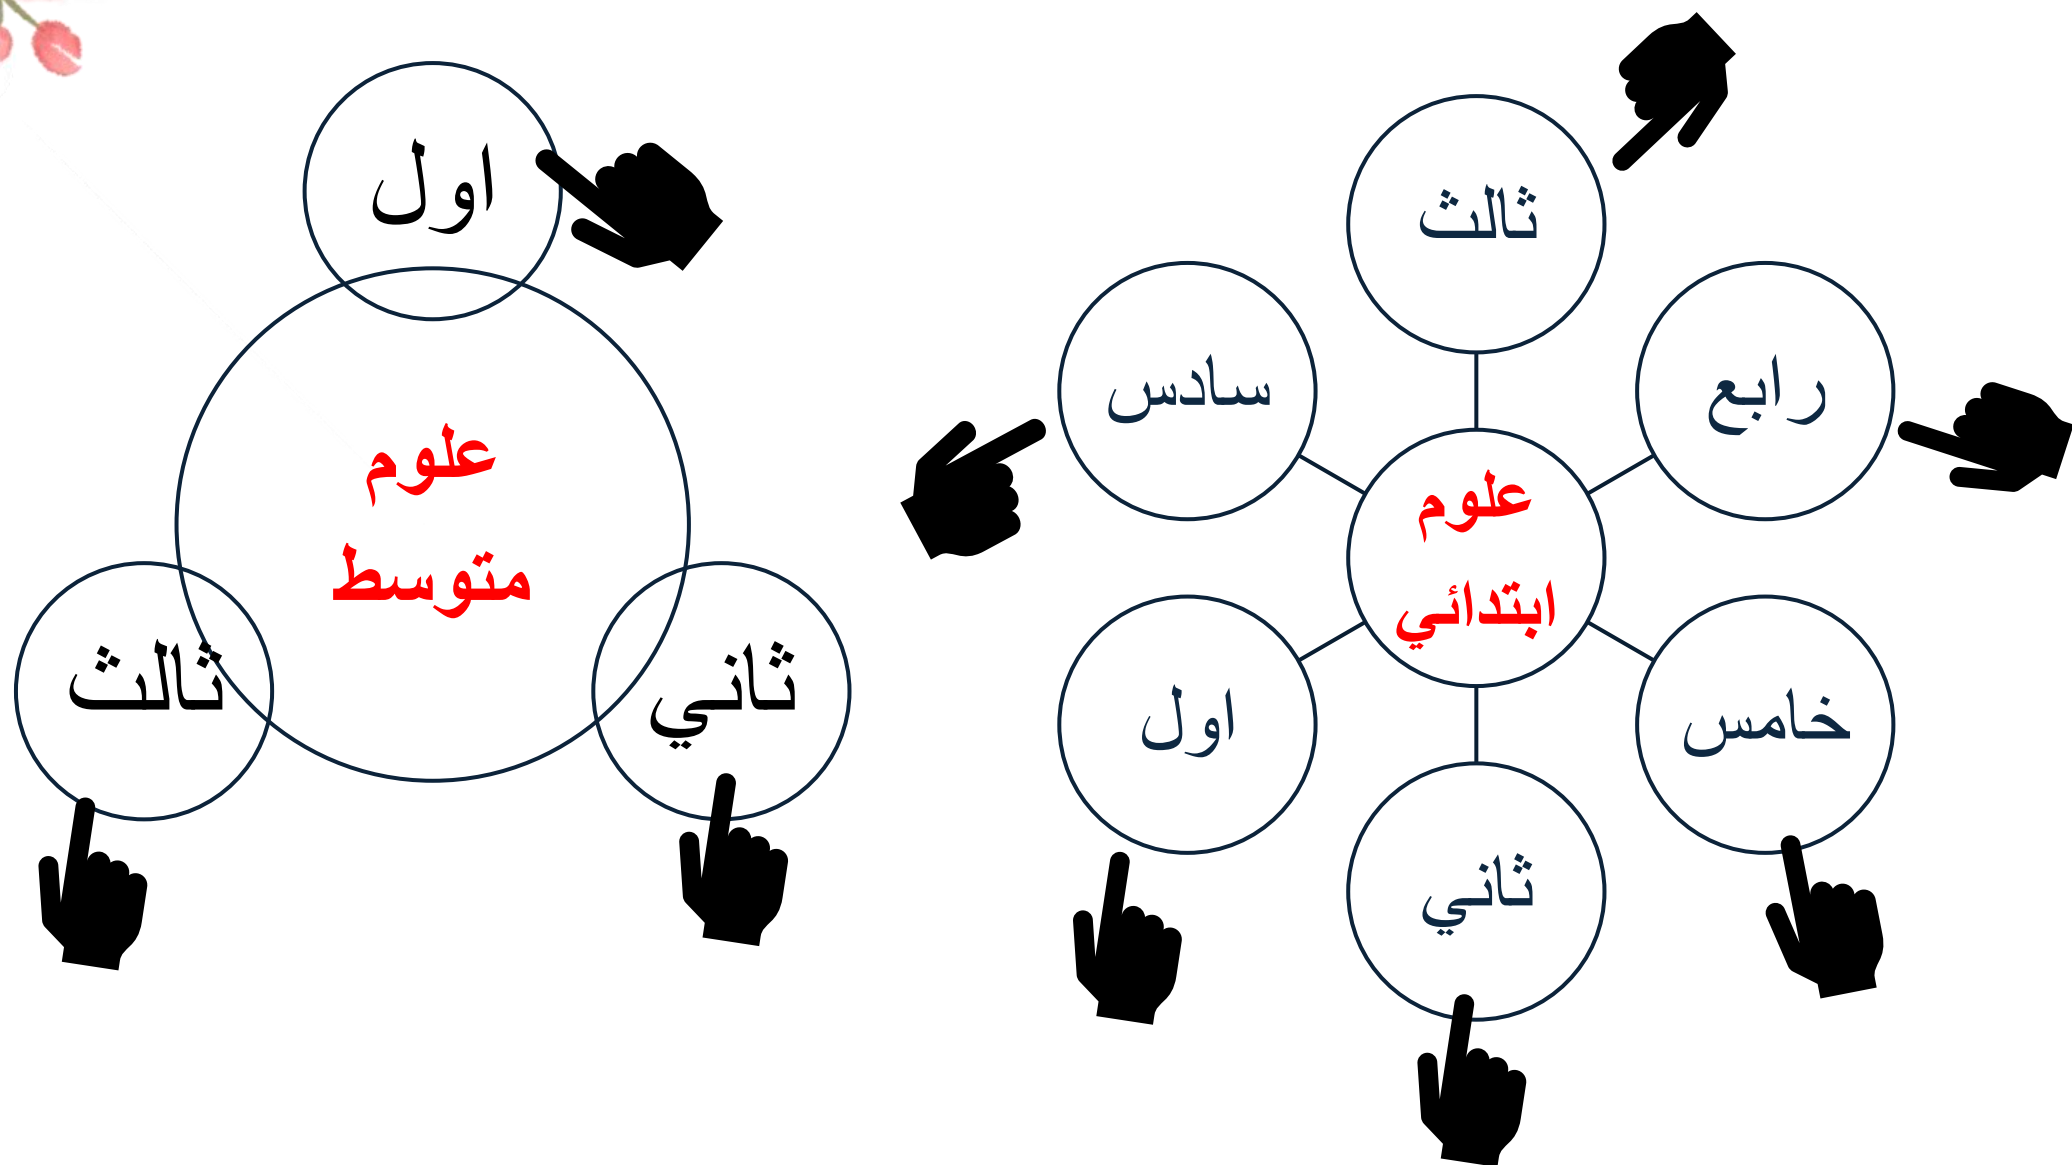 ثالث
رابع
سادس
علوم
ابتدائي
خامس
اول
ثاني
اول
علوم
متوسط
ثاني
ثالث